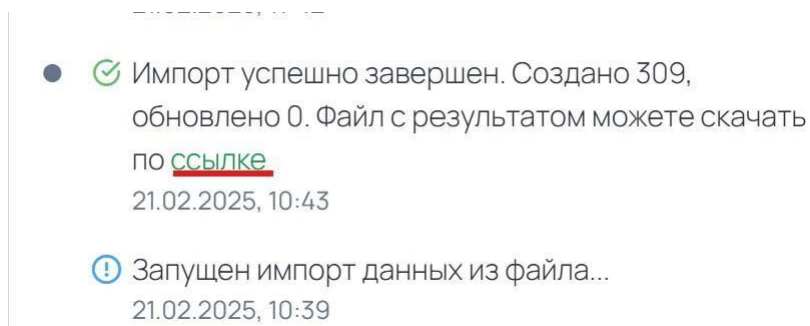 Импорт успешно завершен. Создано 309,
обновлено 0. Файл с результатом можете скачать
по ссылке
21.02.2025, 10:43
Запущен импорт данных из файла...
21.02.2025, 10:39